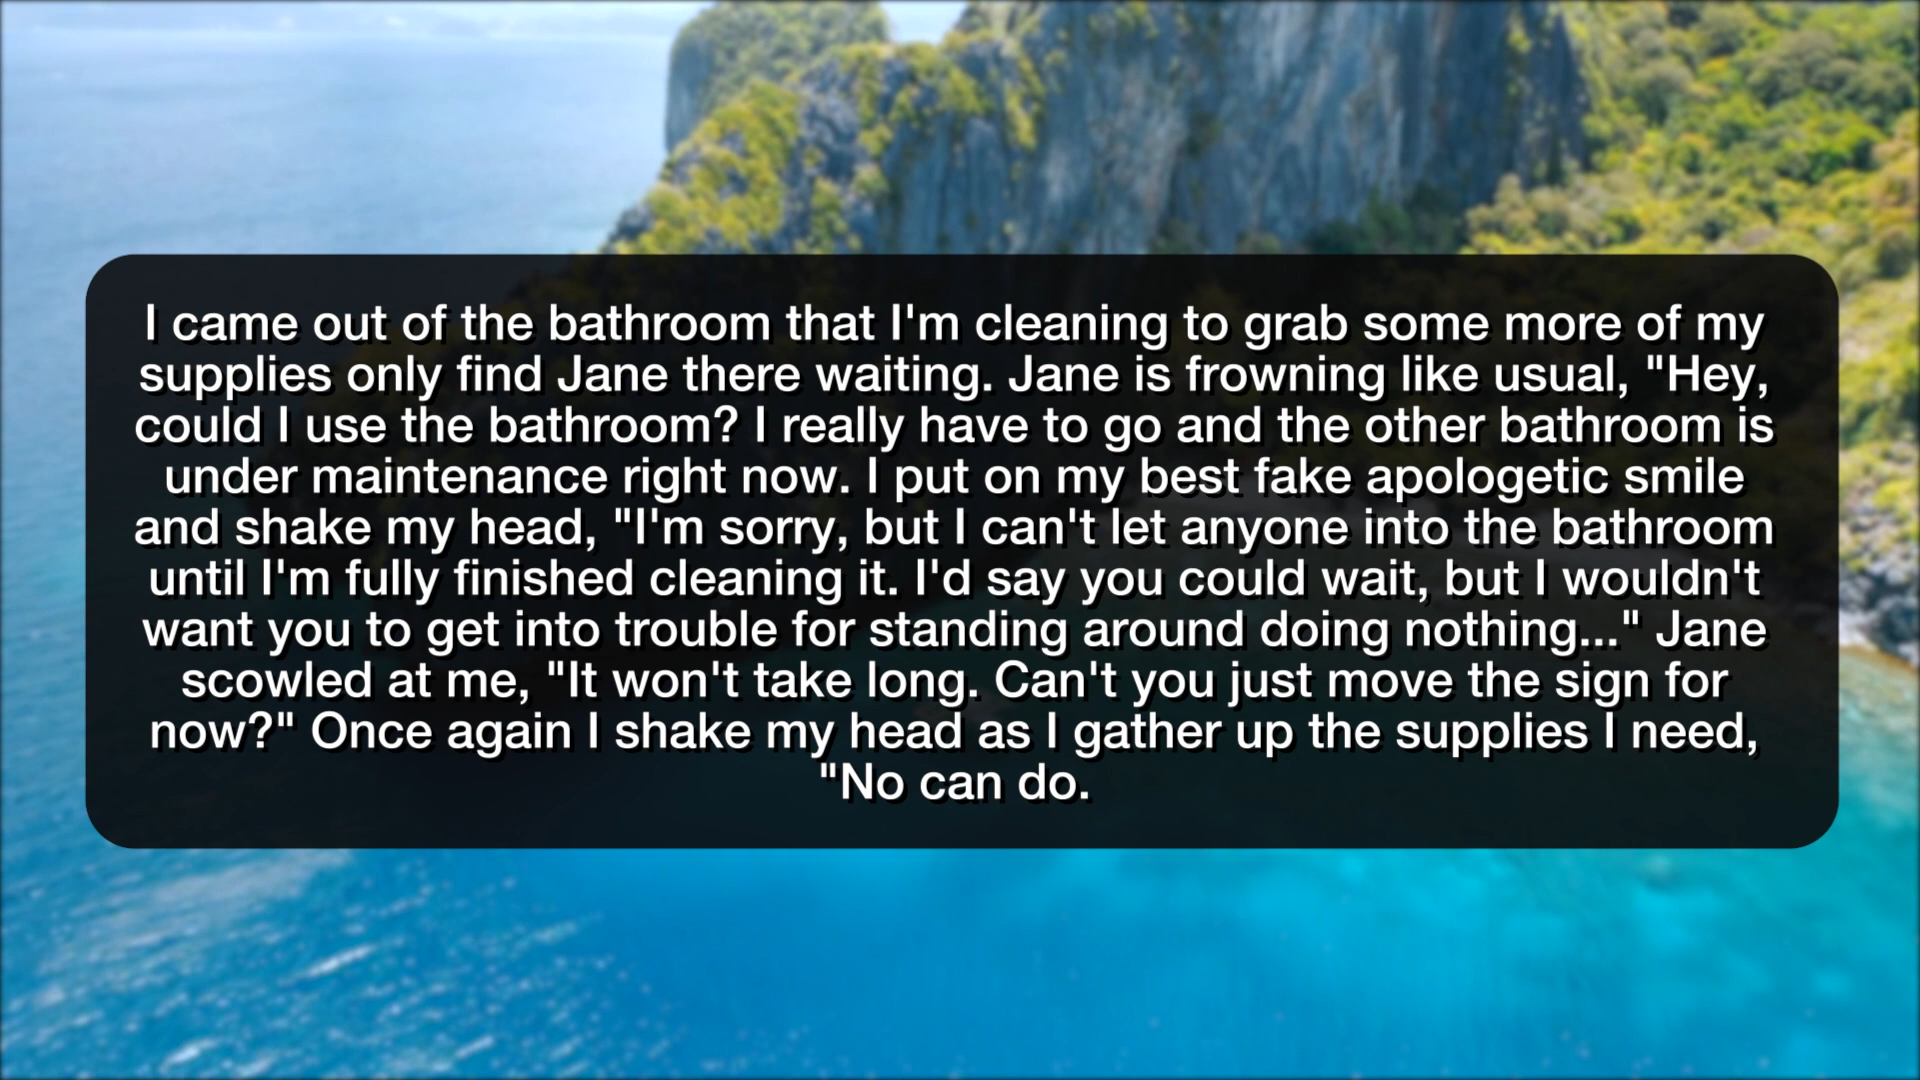 I came out of the bathroom that I'm cleaning to grab some more of my
supplies only find Jane there waiting. Jane is frowning like usual, "Hey,
could I use the bathroom? I really have to go and the other bathroom is
under maintenance right now. I put on my best fake apologetic smile
and shake my head, "I'm sorry, but I can't let anyone into the bathroom
until I'm fully finished cleaning it. I'd say you could wait, but I wouldn't
want you to get into trouble for standing around doing nothing..." Jane
scowled at me, "It won't take long. Can't you just move the sign for
now?" Once again I shake my head as I gather up the supplies I need,
"No can do.